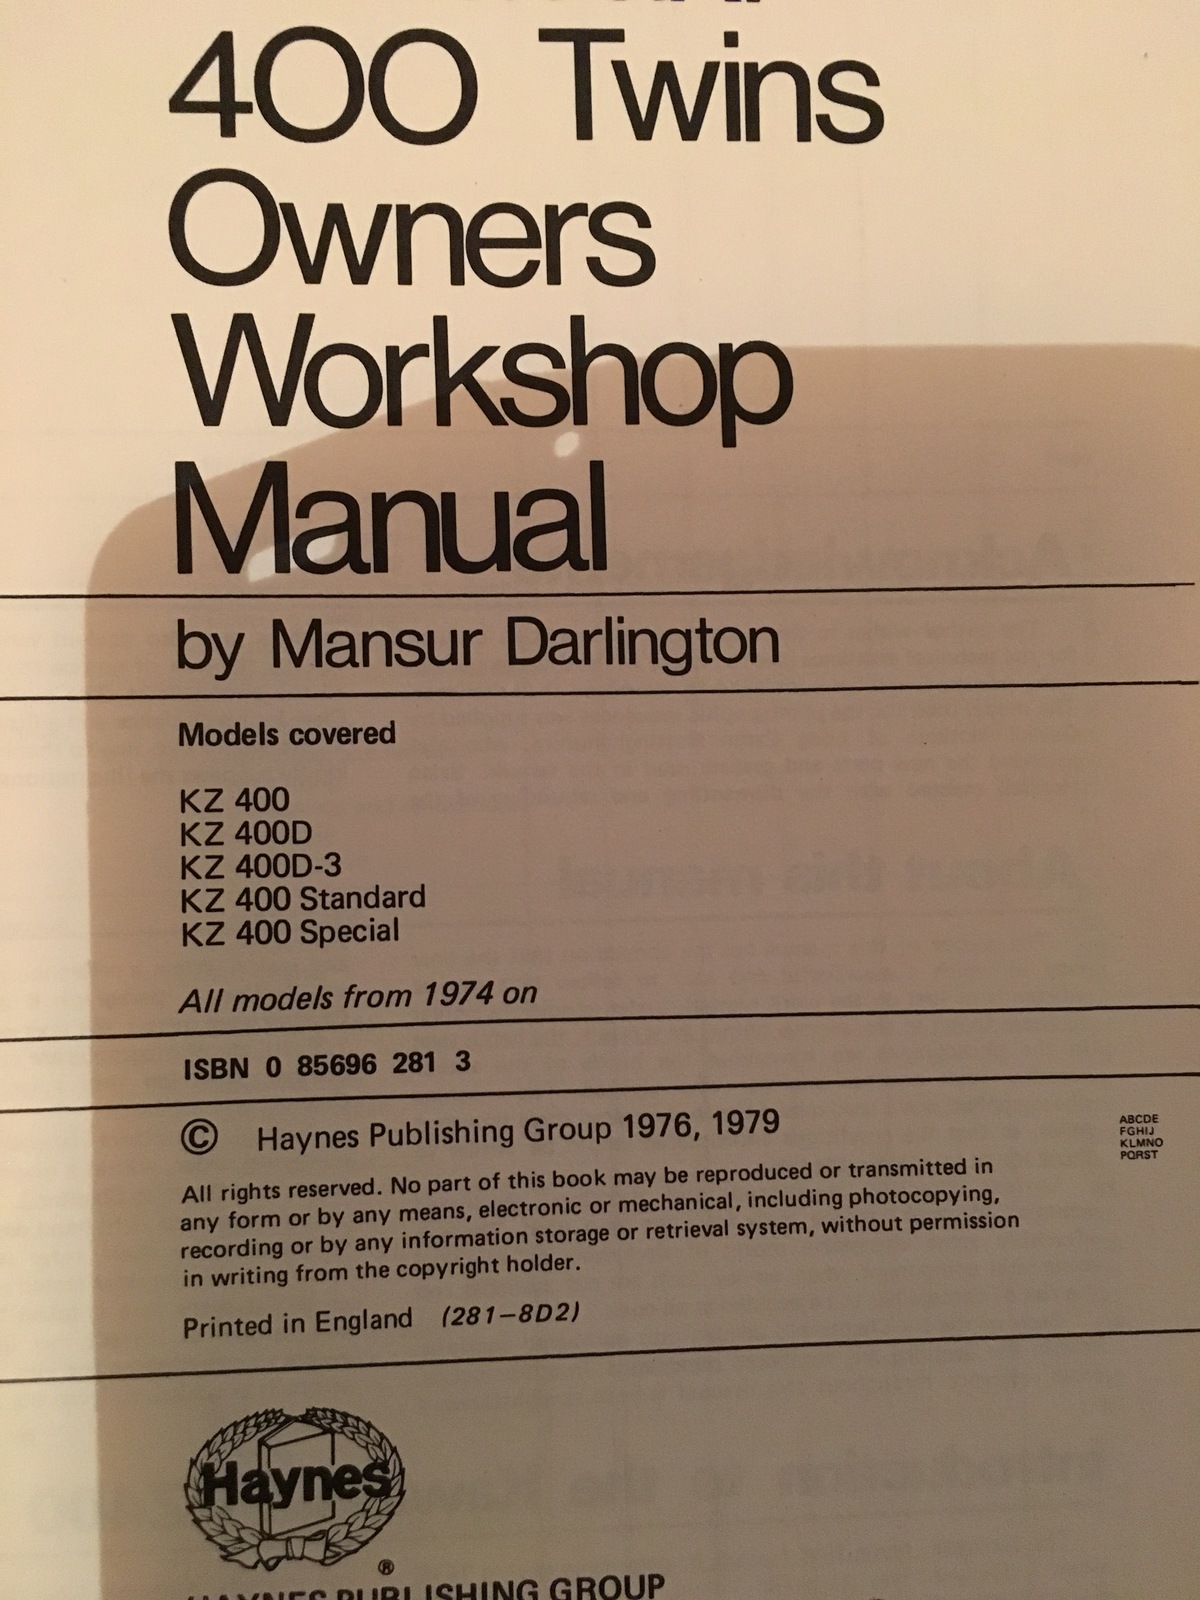 400 Twins
Owners
Workshop
Manual
by Mansur Darlington
Models covered
KZ 400
KZ 400D
KZ 400D-3
KZ 400 Standard
KZ 400 Special
All models from 1974 on
ISBN 0 85696 281 3
© Haynes Publishing Group 1976, 1979
ABCDE
FGHIJ
KLMNO
PQRST
All rights reserved. No part of this book may be reproduced or transmitted in
any form or by any means, electronic or mechanical, including photocopying,
recording or by any information storage or retrieval system, without permission
in writing from the copyright holder.
Printed in England (281-8D2)
Haynes
®
HAYNES PUBLISHING GROUP